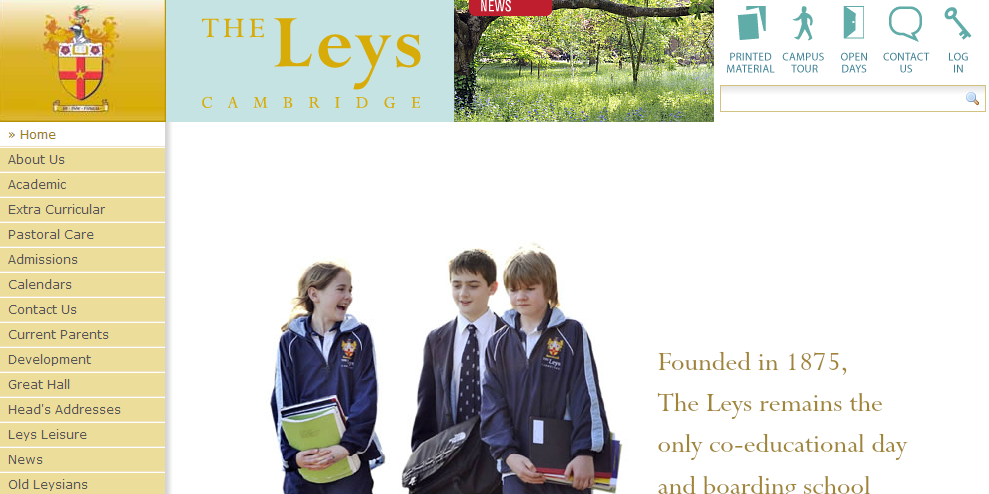 THE Leys
CAMBRIDGE
NEWS
PRINTED MATERIAL
CAMPUS TOUR
OPEN DAYS
CONTACT US
LOG IN
» Home
About Us
Academic
Extra Curricular
Pastoral Care
Admissions
Calendars
Contact Us
Current Parents
Development
Great Hall
Head's Addresses
Leys Leisure
News
Old Leysians
Founded in 1875,
The Leys remains the
only co-educational day
and boarding school